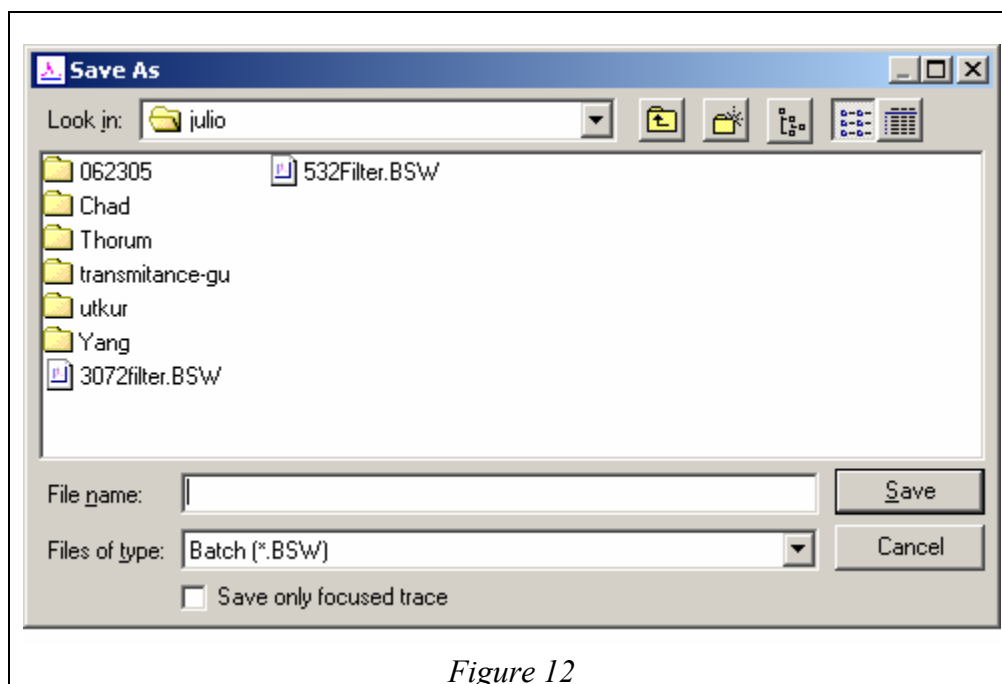 Save As
Look in: julio
062305 532Filter.BSW
Chad
Thorum
transmitance-gu
utkur
Yang
3072filter.BSW
File name: Save
Files of type: Batch (*.BSW) Cancel
Save only focused trace
Figure 12